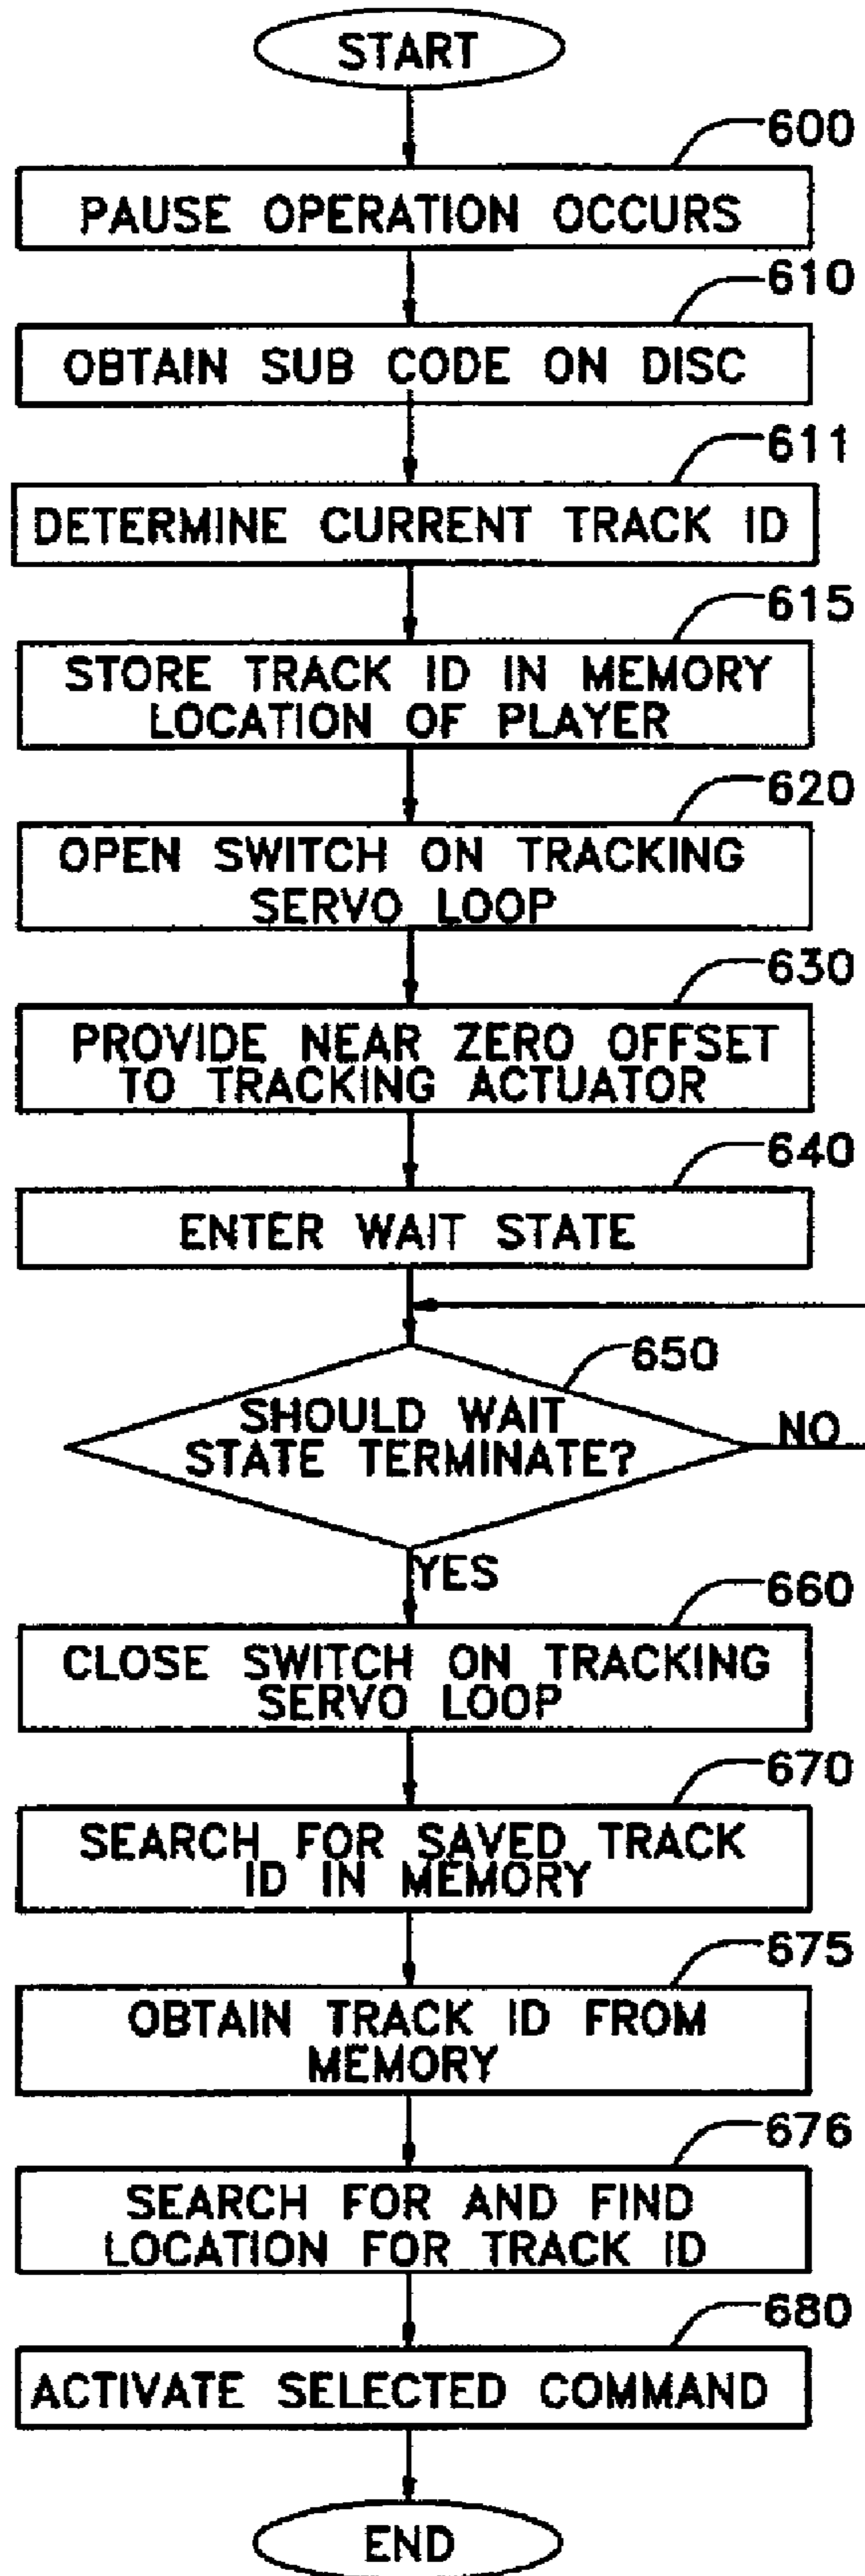 START
600
PAUSE OPERATION OCCURS
610
OBTAIN SUB CODE ON DISC
611
DETERMINE CURRENT TRACK ID
615
STORE TRACK ID IN MEMORY
LOCATION OF PLAYER
620
OPEN SWITCH ON TRACKING
SERVO LOOP
630
PROVIDE NEAR ZERO OFFSET
TO TRACKING ACTUATOR
640
ENTER WAIT STATE
650
SHOULD WAIT
STATE TERMINATE?
NO
YES
660
CLOSE SWITCH ON TRACKING
SERVO LOOP
670
SEARCH FOR SAVED TRACK
ID IN MEMORY
675
OBTAIN TRACK ID FROM
MEMORY
676
SEARCH FOR AND FIND
LOCATION FOR TRACK ID
680
ACTIVATE SELECTED COMMAND
END